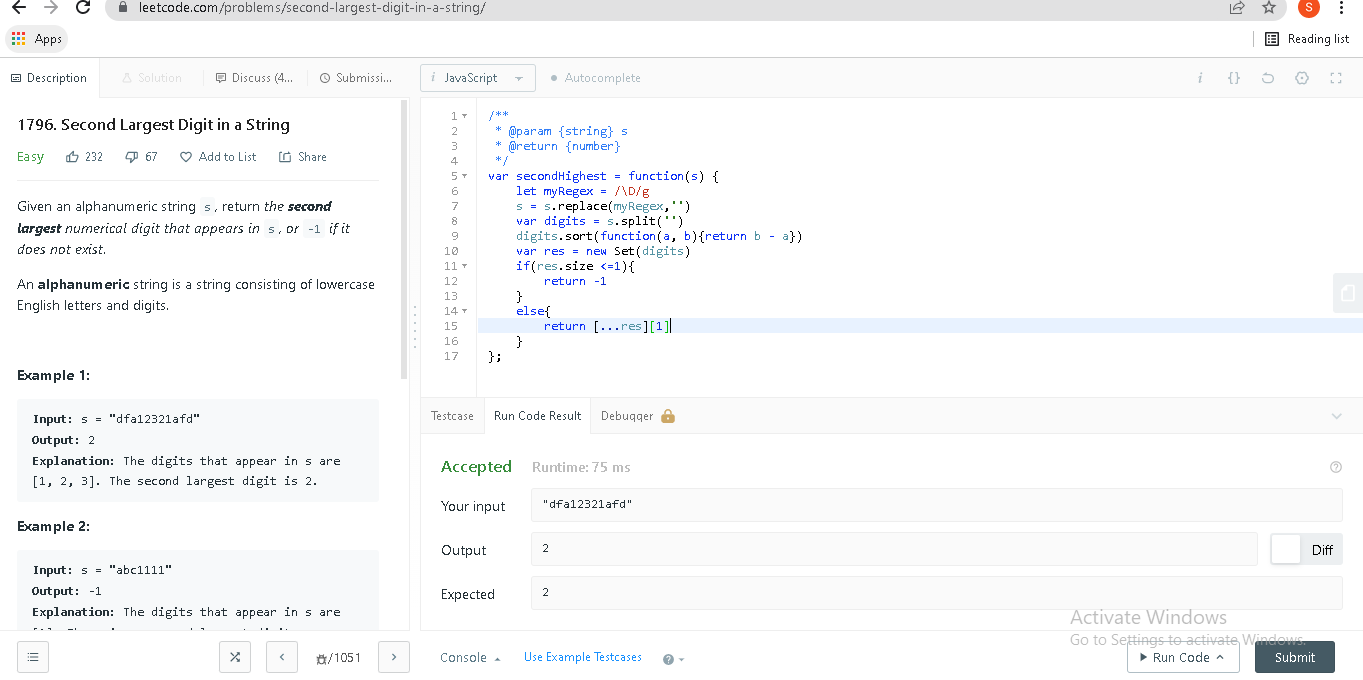 leetcode.com/problems/second-largest-digit-in-a-string/
S
Apps
Reading list
Description
Solution
Discuss (4...
Submissi...
i JavaScript
Autocomplete
i {}
1796. Second Largest Digit in a String
Easy 232 67 Add to List Share
Given an alphanumeric string s, return the second
largest numerical digit that appears in s, or -1 if it
does not exist.
An alphanumeric string is a string consisting of lowercase
English letters and digits.
Example 1:
Input: s = "dfa12321afd"
Output: 2
Explanation: The digits that appear in s are
[1, 2, 3]. The second largest digit is 2.
Example 2:
Input: s = "abc1111"
Output: -1
Explanation: The digits that appear in s are
1 /**
2 * @param {string} s
3 * @return {number}
4 */
5 var secondHighest = function(s) {
6 let myRegex = /\D/g
7 s = s.replace(myRegex,'')
8 var digits = s.split('')
9 digits.sort(function(a, b){return b - a})
10 var res = new Set(digits)
11 if(res.size <=1){
12 return -1
13 }
14 else{
15 return [...res][1]
16 }
17 };
Testcase
Run Code Result
Debugger
Accepted Runtime: 75 ms
Your input
"dfa12321afd"
Output
2
Diff
Expected
2
Activate Windows
Go to Settings to activate Windows.
/1051
Console
Use Example Testcases
Run Code
Submit